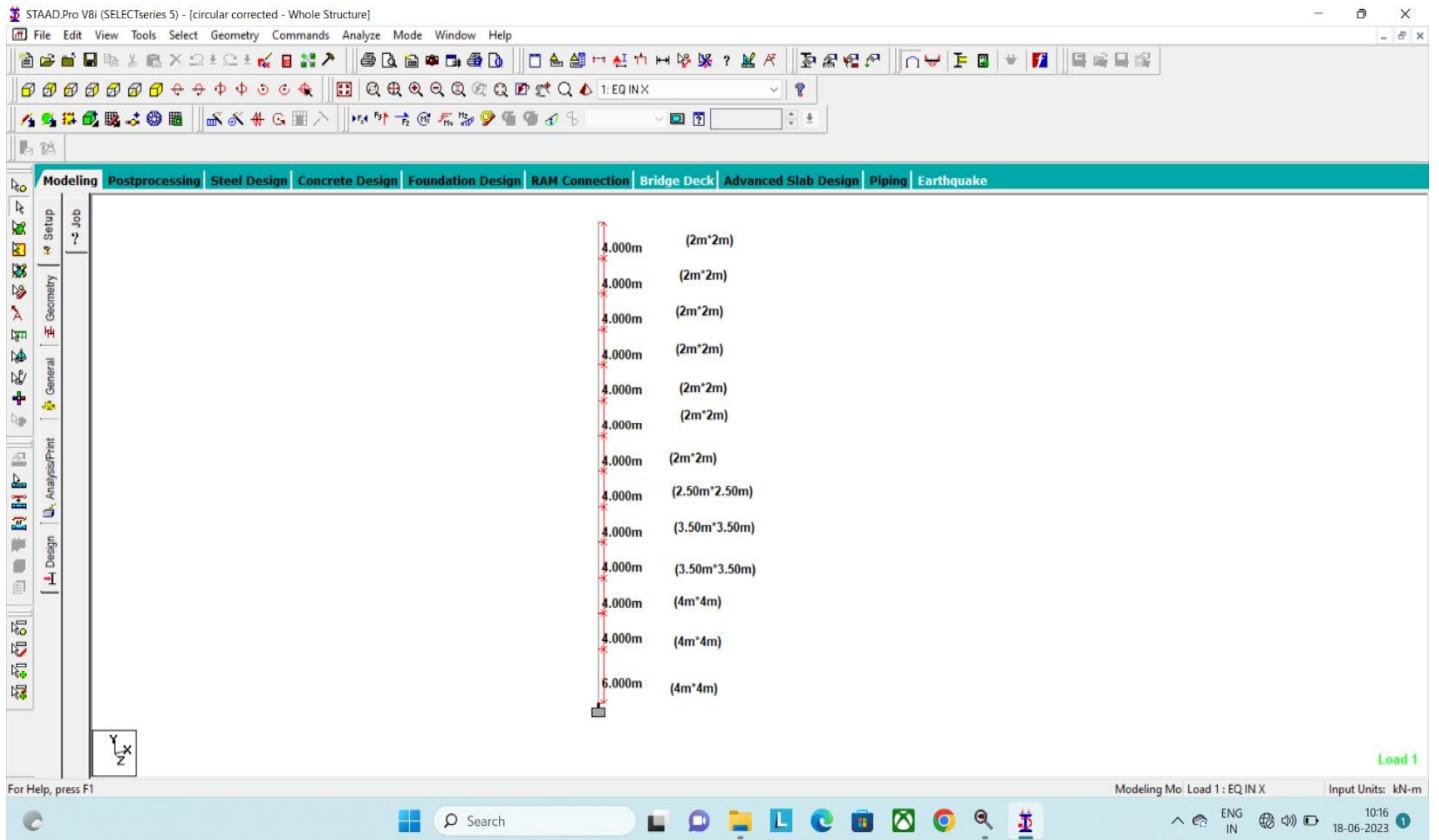 STAAD.Pro V8i (SELECTseries 5) - [circular corrected - Whole Structure]
File Edit View Tools Select Geometry Commands Analyze Mode Window Help
1: EQ IN X
Modeling Postprocessing Steel Design Concrete Design Foundation Design RAM Connection Bridge Deck Advanced Slab Design Piping Earthquake
Setup
Geometry
General
Analysis/Print
Design
Job
4.000m (2m*2m)
4.000m (2m*2m)
4.000m (2m*2m)
4.000m (2m*2m)
4.000m (2m*2m)
4.000m (2m*2m)
4.000m (2m*2m)
4.000m (2.50m*2.50m)
4.000m (3.50m*3.50m)
4.000m (3.50m*3.50m)
4.000m (4m*4m)
4.000m (4m*4m)
6.000m (4m*4m)
Y
X
Z
Load 1
For Help, press F1 Modeling Mo Load 1 : EQ IN X Input Units: kN-m
Search
ENG
IN
10:16
18-06-2023
1